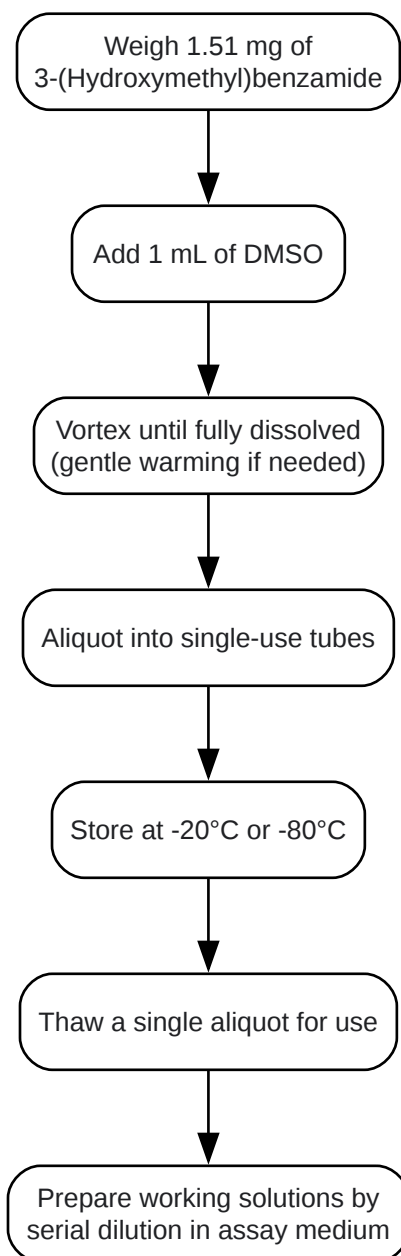 Weigh 1.51 mg of
3-(Hydroxymethyl)benzamide
Add 1 mL of DMSO
Vortex until fully dissolved
(gentle warming if needed)
Aliquot into single-use tubes
Store at -20°C or -80°C
Thaw a single aliquot for use
Prepare working solutions by
serial dilution in assay medium